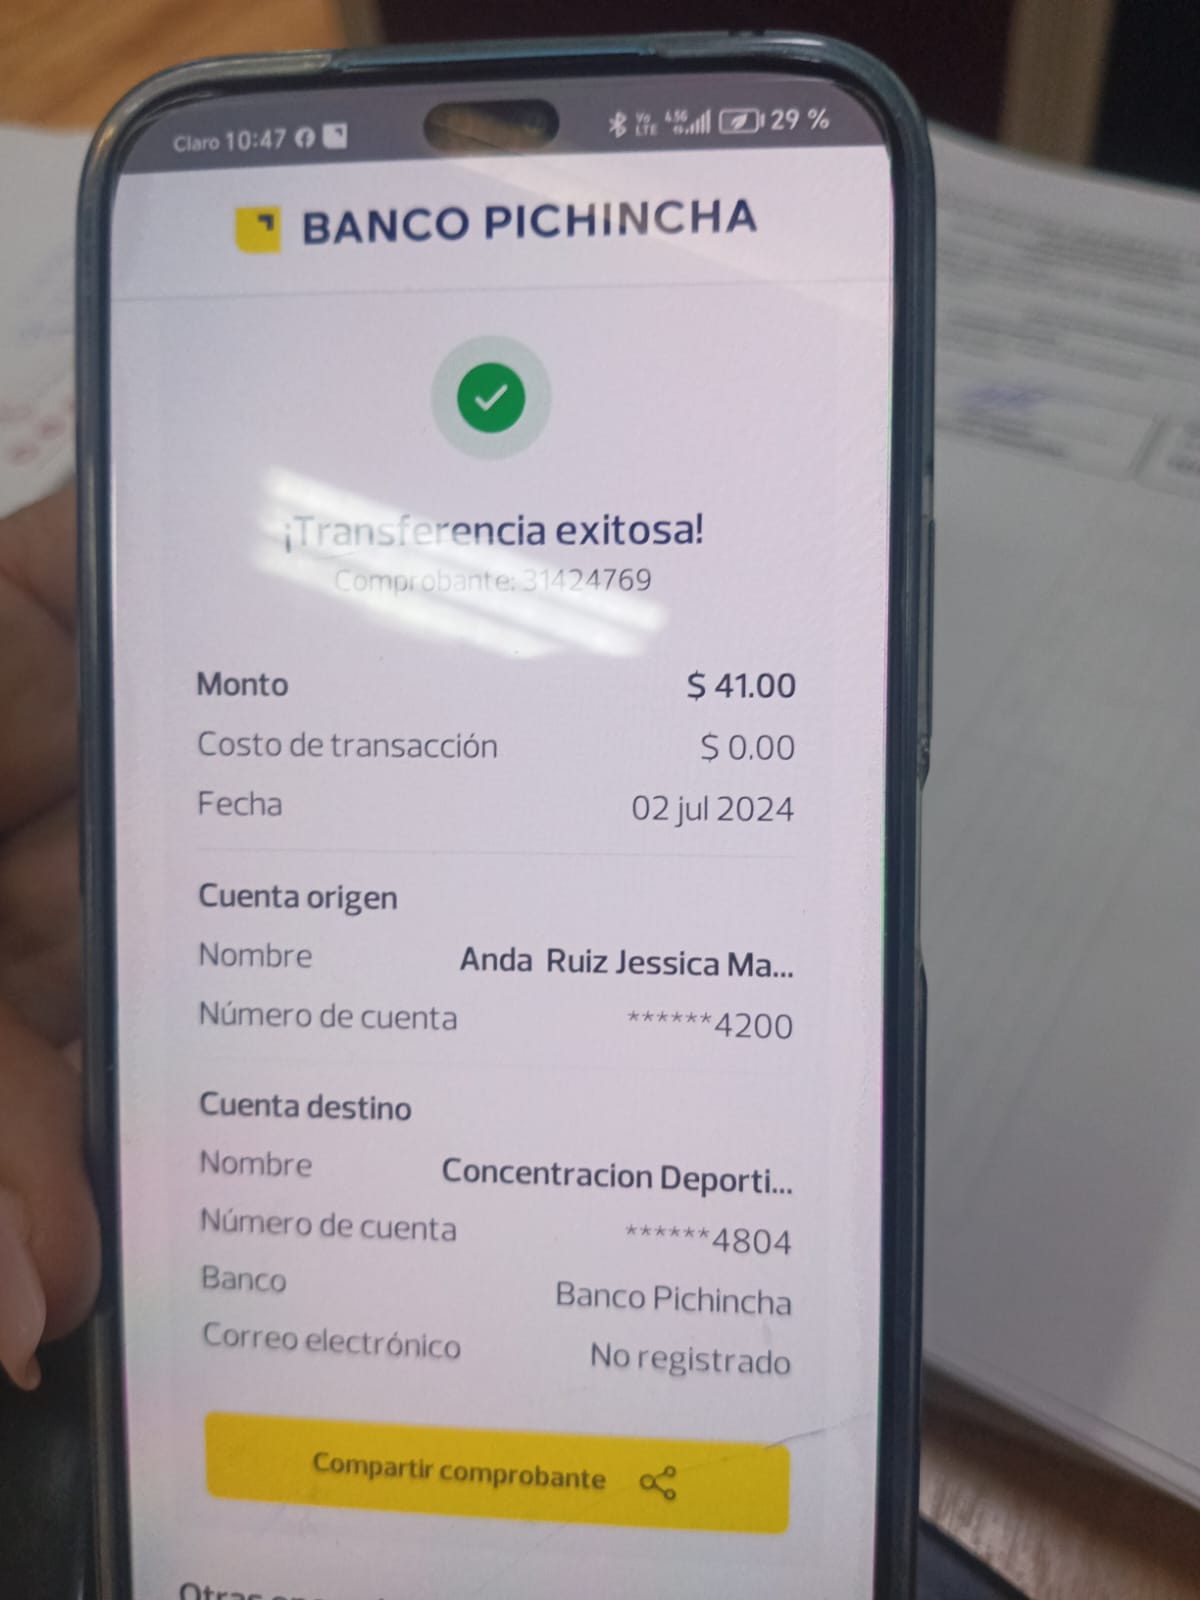 Claro 10:47 29 %
BANCO PICHINCHA
¡Transferencia exitosa!
Comprobante: 31424769
Monto $ 41.00
Costo de transacción $ 0.00
Fecha 02 jul 2024
Cuenta origen
Nombre Anda Ruiz Jessica Ma...
Número de cuenta ******4200
Cuenta destino
Nombre Concentracion Deporti...
Número de cuenta ******4804
Banco Banco Pichincha
Correo electrónico No registrado
Compartir comprobante